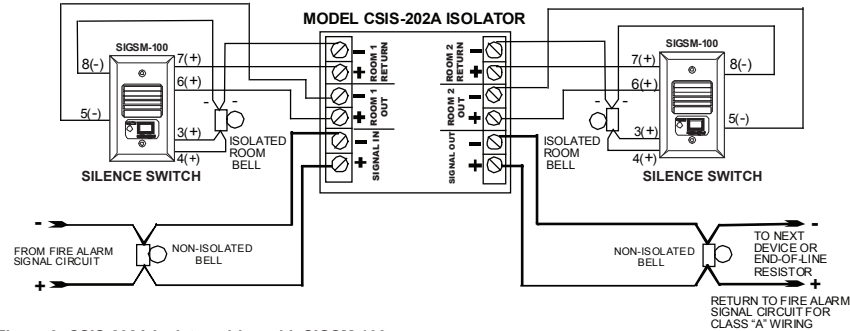 MODEL CSIS-202A ISOLATOR
SIGSM-100
8(-)
7(+)
6(+)
5(-)
3(+)
4(+)
- -
ISOLATED
ROOM
BELL
SILENCE SWITCH
-
+
ROOM 1
RETURN
-
+
ROOM 1
OUT
-
+
SIGNAL IN
ROOM 2
RETURN
-
+
ROOM 2
OUT
-
+
SIGNAL OUT
-
+
SIGSM-100
7(+)
8(-)
6(+)
5(-)
3(+)
4(+)
- -
ISOLATED
ROOM
BELL
SILENCE SWITCH
-
FROM FIRE ALARM
SIGNAL CIRCUIT
+
NON-ISOLATED
BELL
NON-ISOLATED
BELL
-
TO NEXT
DEVICE OR
END-OF-LINE
RESISTOR
+
RETURN TO FIRE ALARM
SIGNAL CIRCUIT FOR
CLASS "A" WIRING